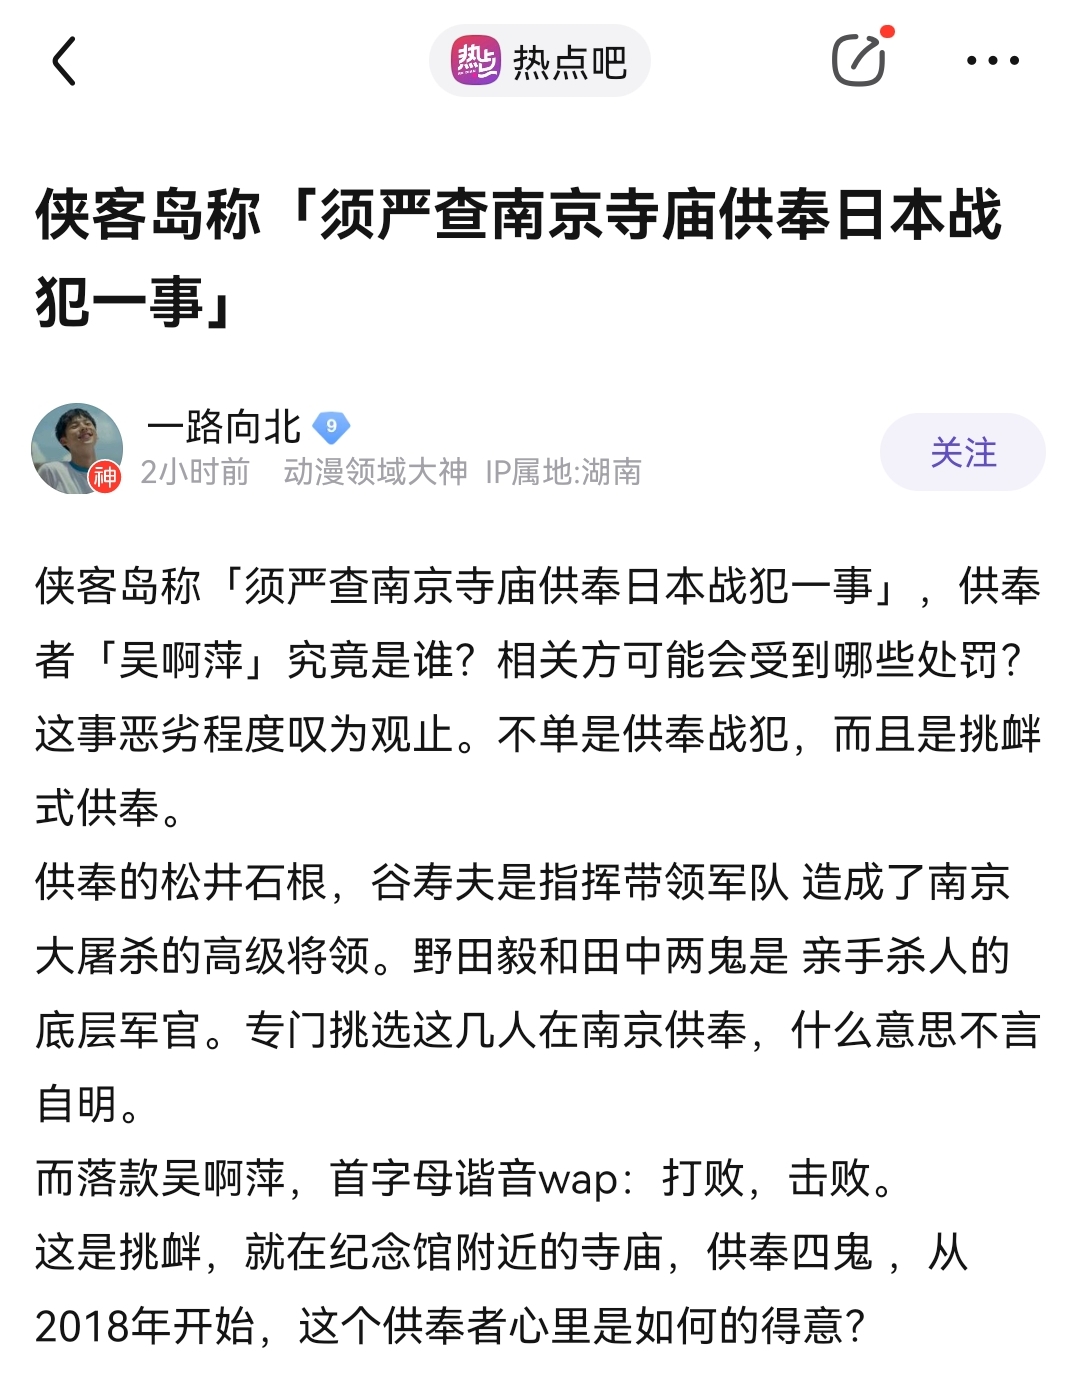 热点吧
侠客岛称「须严查南京寺庙供奉日本战
犯一事」
一路向北 9
神
2小时前 动漫领域大神 IP属地:湖南
关注
侠客岛称「须严查南京寺庙供奉日本战犯一事」，供奉
者「吴啊萍」究竟是谁？相关方可能会受到哪些处罚？
这事恶劣程度叹为观止。不单是供奉战犯，而且是挑衅
式供奉。
供奉的松井石根，谷寿夫是指挥带领军队 造成了南京
大屠杀的高级将领。野田毅和田中两鬼是 亲手杀人的
底层军官。专门挑选这几人在南京供奉，什么意思不言
自明。
而落款吴啊萍，首字母谐音wap：打败，击败。
这是挑衅，就在纪念馆附近的寺庙，供奉四鬼 ，从
2018年开始，这个供奉者心里是如何的得意？